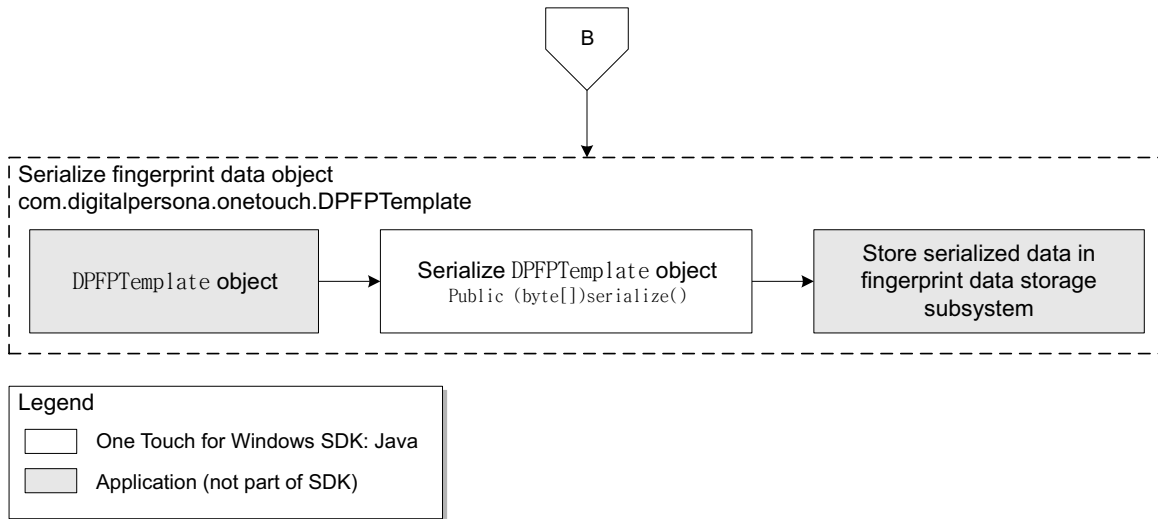 B
Serialize fingerprint data object
com.digitalpersona.onetouch.DPFPTemplate
DPFPTemplate object
Serialize DPFPTemplate object
Public (byte[])serialize()
Store serialized data in
fingerprint data storage
subsystem
Legend
One Touch for Windows SDK: Java
Application (not part of SDK)